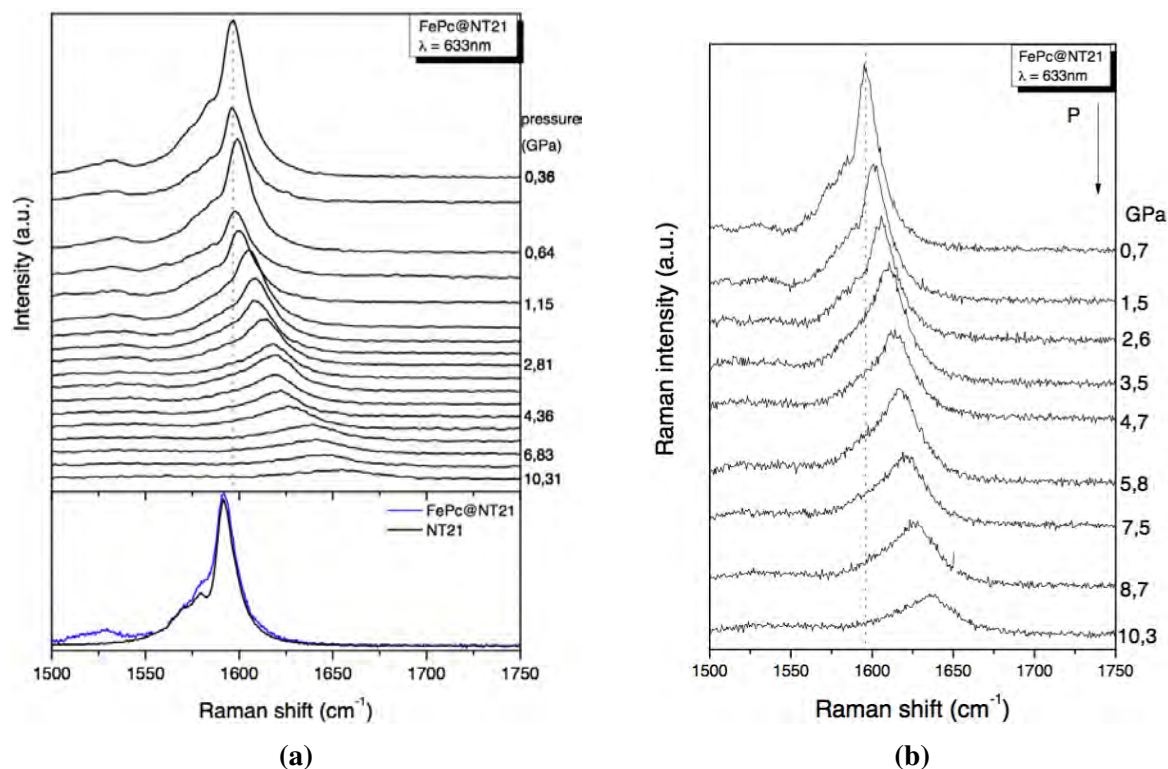 FePc@NT21
λ = 633nm
pressure
(GPa)
0,36
0,64
1,15
2,81
4,36
6,83
10,31
Intensity (a.u.)
FePc@NT21
NT21
1500 1550 1600 1650 1700 1750
Raman shift (cm⁻¹)
(a)
FePc@NT21
λ = 633nm
P
GPa
0,7
1,5
2,6
3,5
4,7
5,8
7,5
8,7
10,3
Raman intensity (a.u.)
1500 1550 1600 1650 1700 1750
Raman shift (cm⁻¹)
(b)